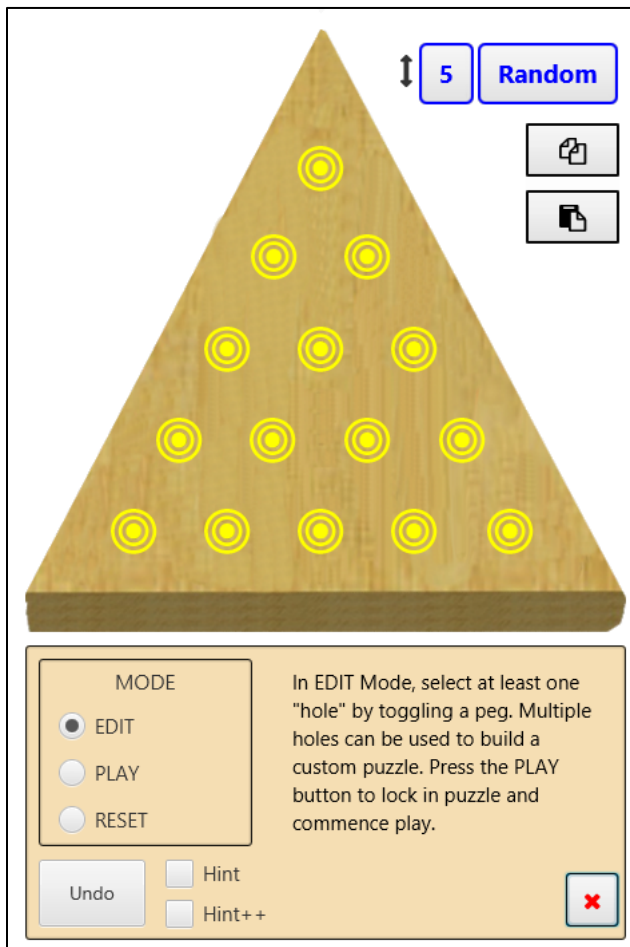 5 Random
MODE
EDIT
PLAY
RESET
In EDIT Mode, select at least one
"hole" by toggling a peg. Multiple
holes can be used to build a
custom puzzle. Press the PLAY
button to lock in puzzle and
commence play.
Undo
Hint
Hint++